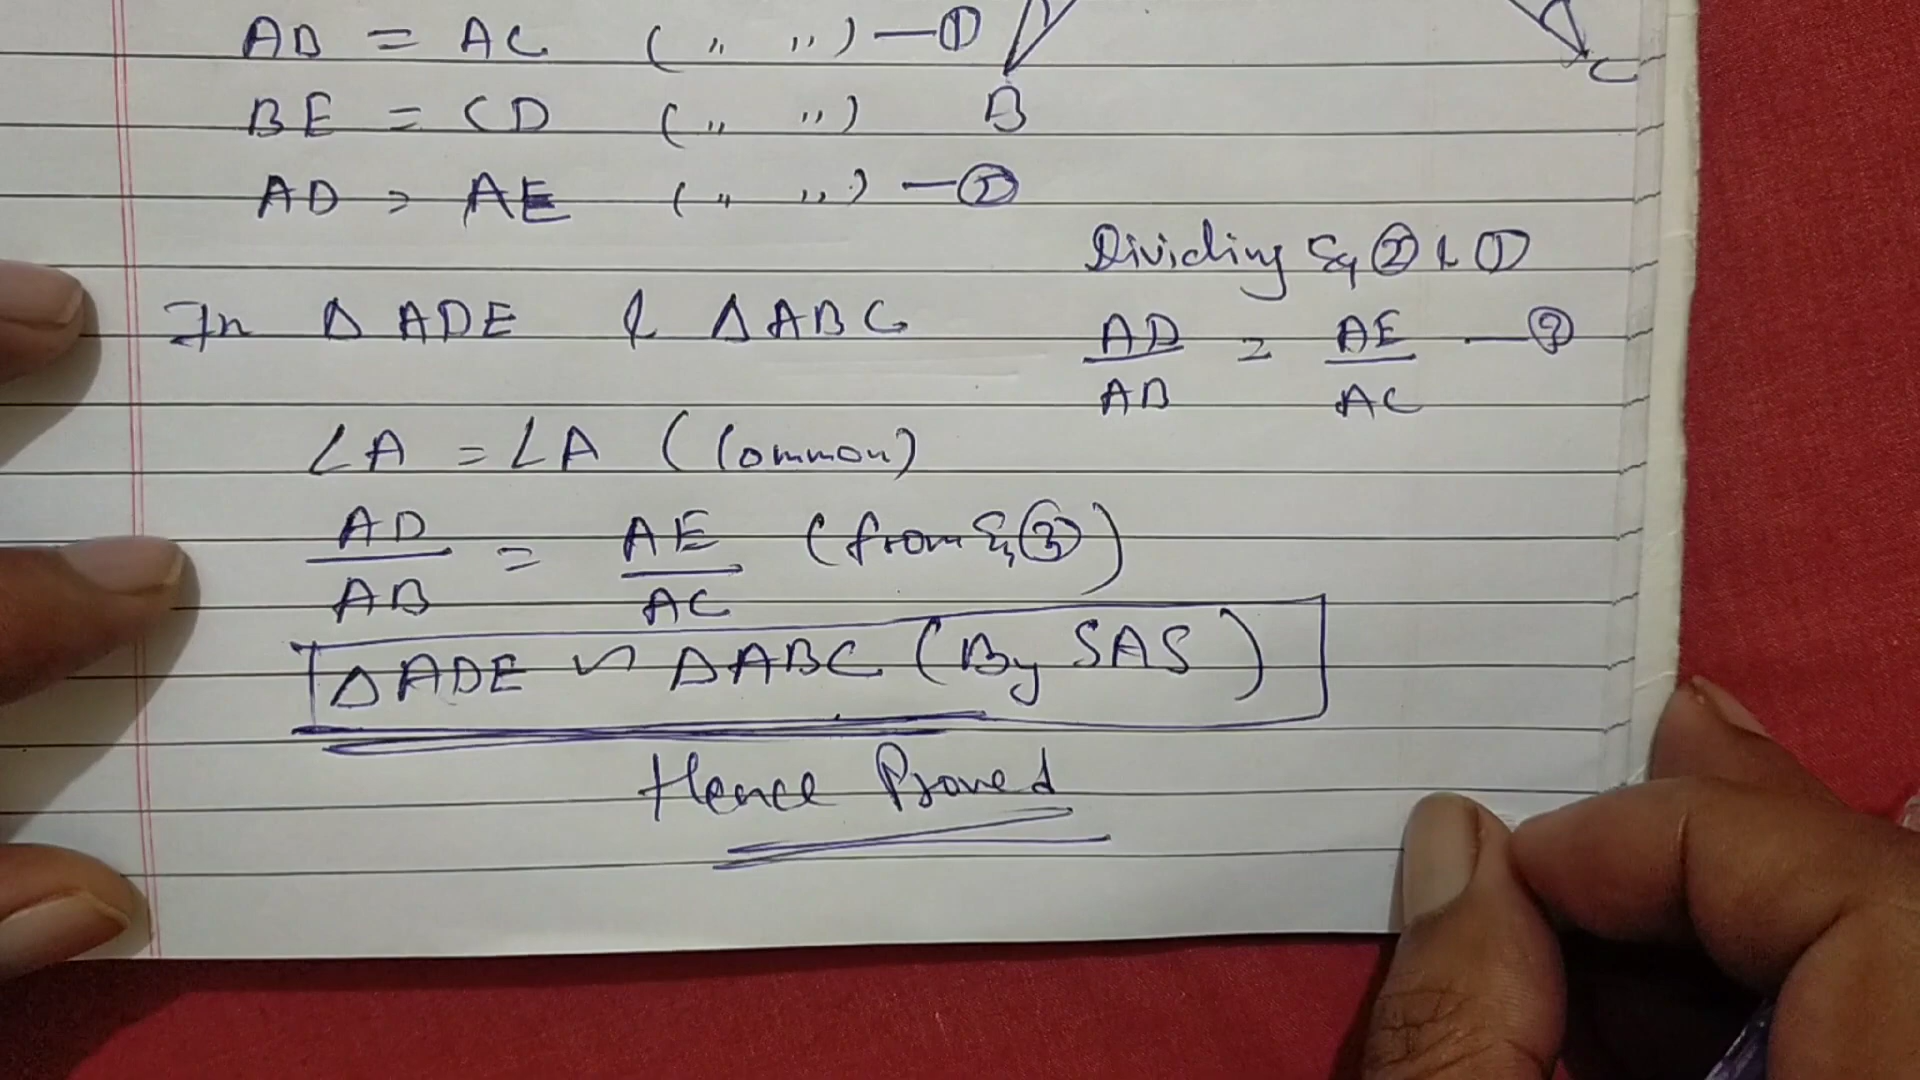 AB = AC ( " " ) — ①
B
C
BE = CD ( " " )
AD = AE ( " " ) — ②
Dividing Eq ② & ①
AD/AB = AE/AC — ③
In Δ ADE & Δ ABC
∠A = ∠A (Common)
AD/AB = AE/AC (from Eq ③)
Δ ADE ∽ Δ ABC (By SAS)
Hence Proved